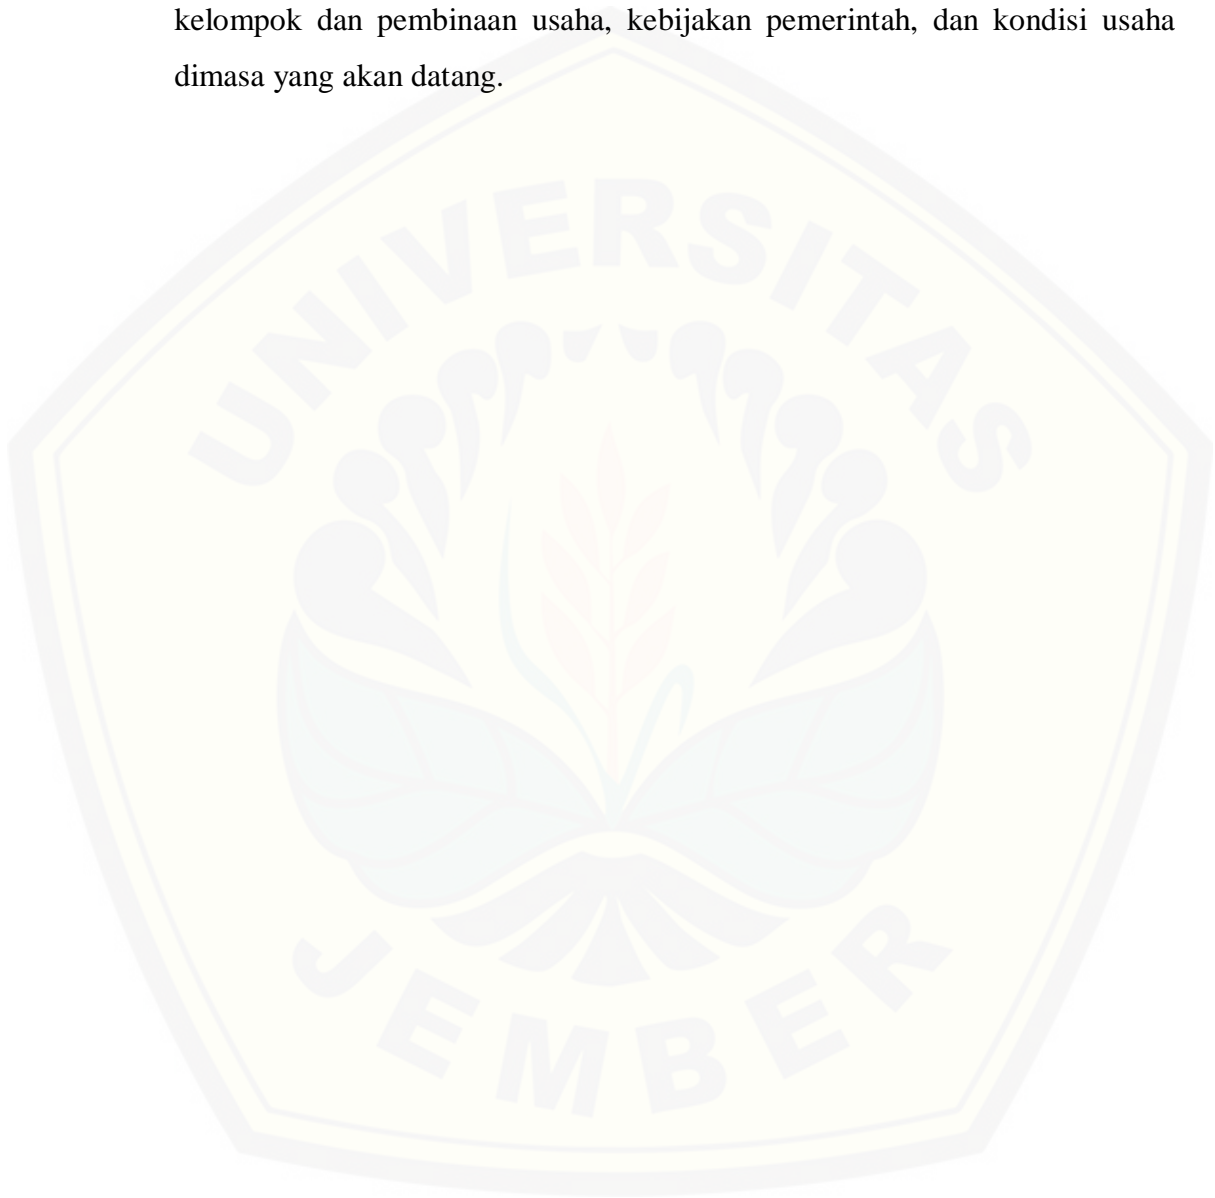 kelompok dan pembinaan usaha, kebijakan pemerintah, dan kondisi usaha
dimasa yang akan datang.
UNIVERSITAS
JEMBER